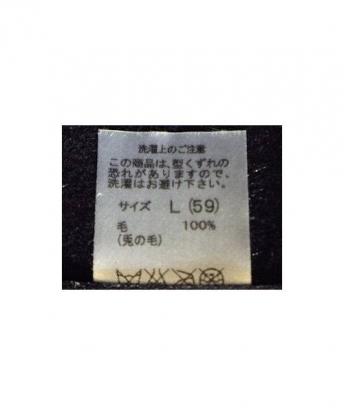 洗濯上のご注意
この商品は、型くずれの
恐れがありますので、
洗濯はお避け下さい。
サイズ L (59)
毛 100%
(兎の毛)